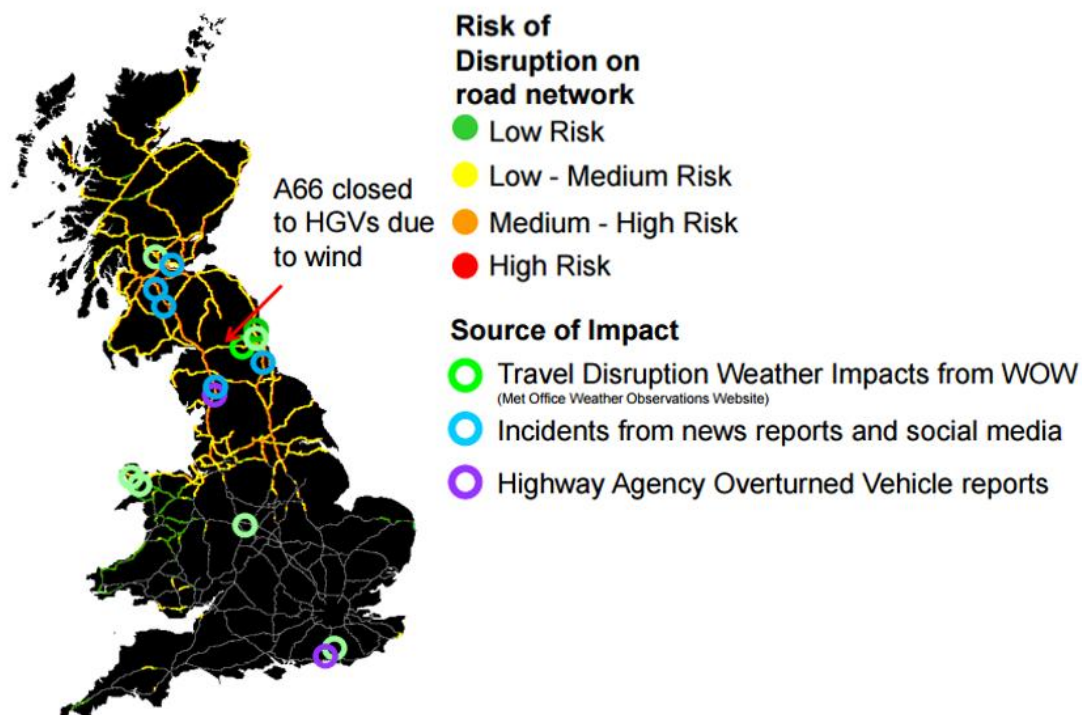 Risk of
Disruption on
road network
Low Risk
Low - Medium Risk
Medium - High Risk
High Risk
A66 closed
to HGVs due
to wind
Source of Impact
Travel Disruption Weather Impacts from WOW
(Met Office Weather Observations Website)
Incidents from news reports and social media
Highway Agency Overturned Vehicle reports